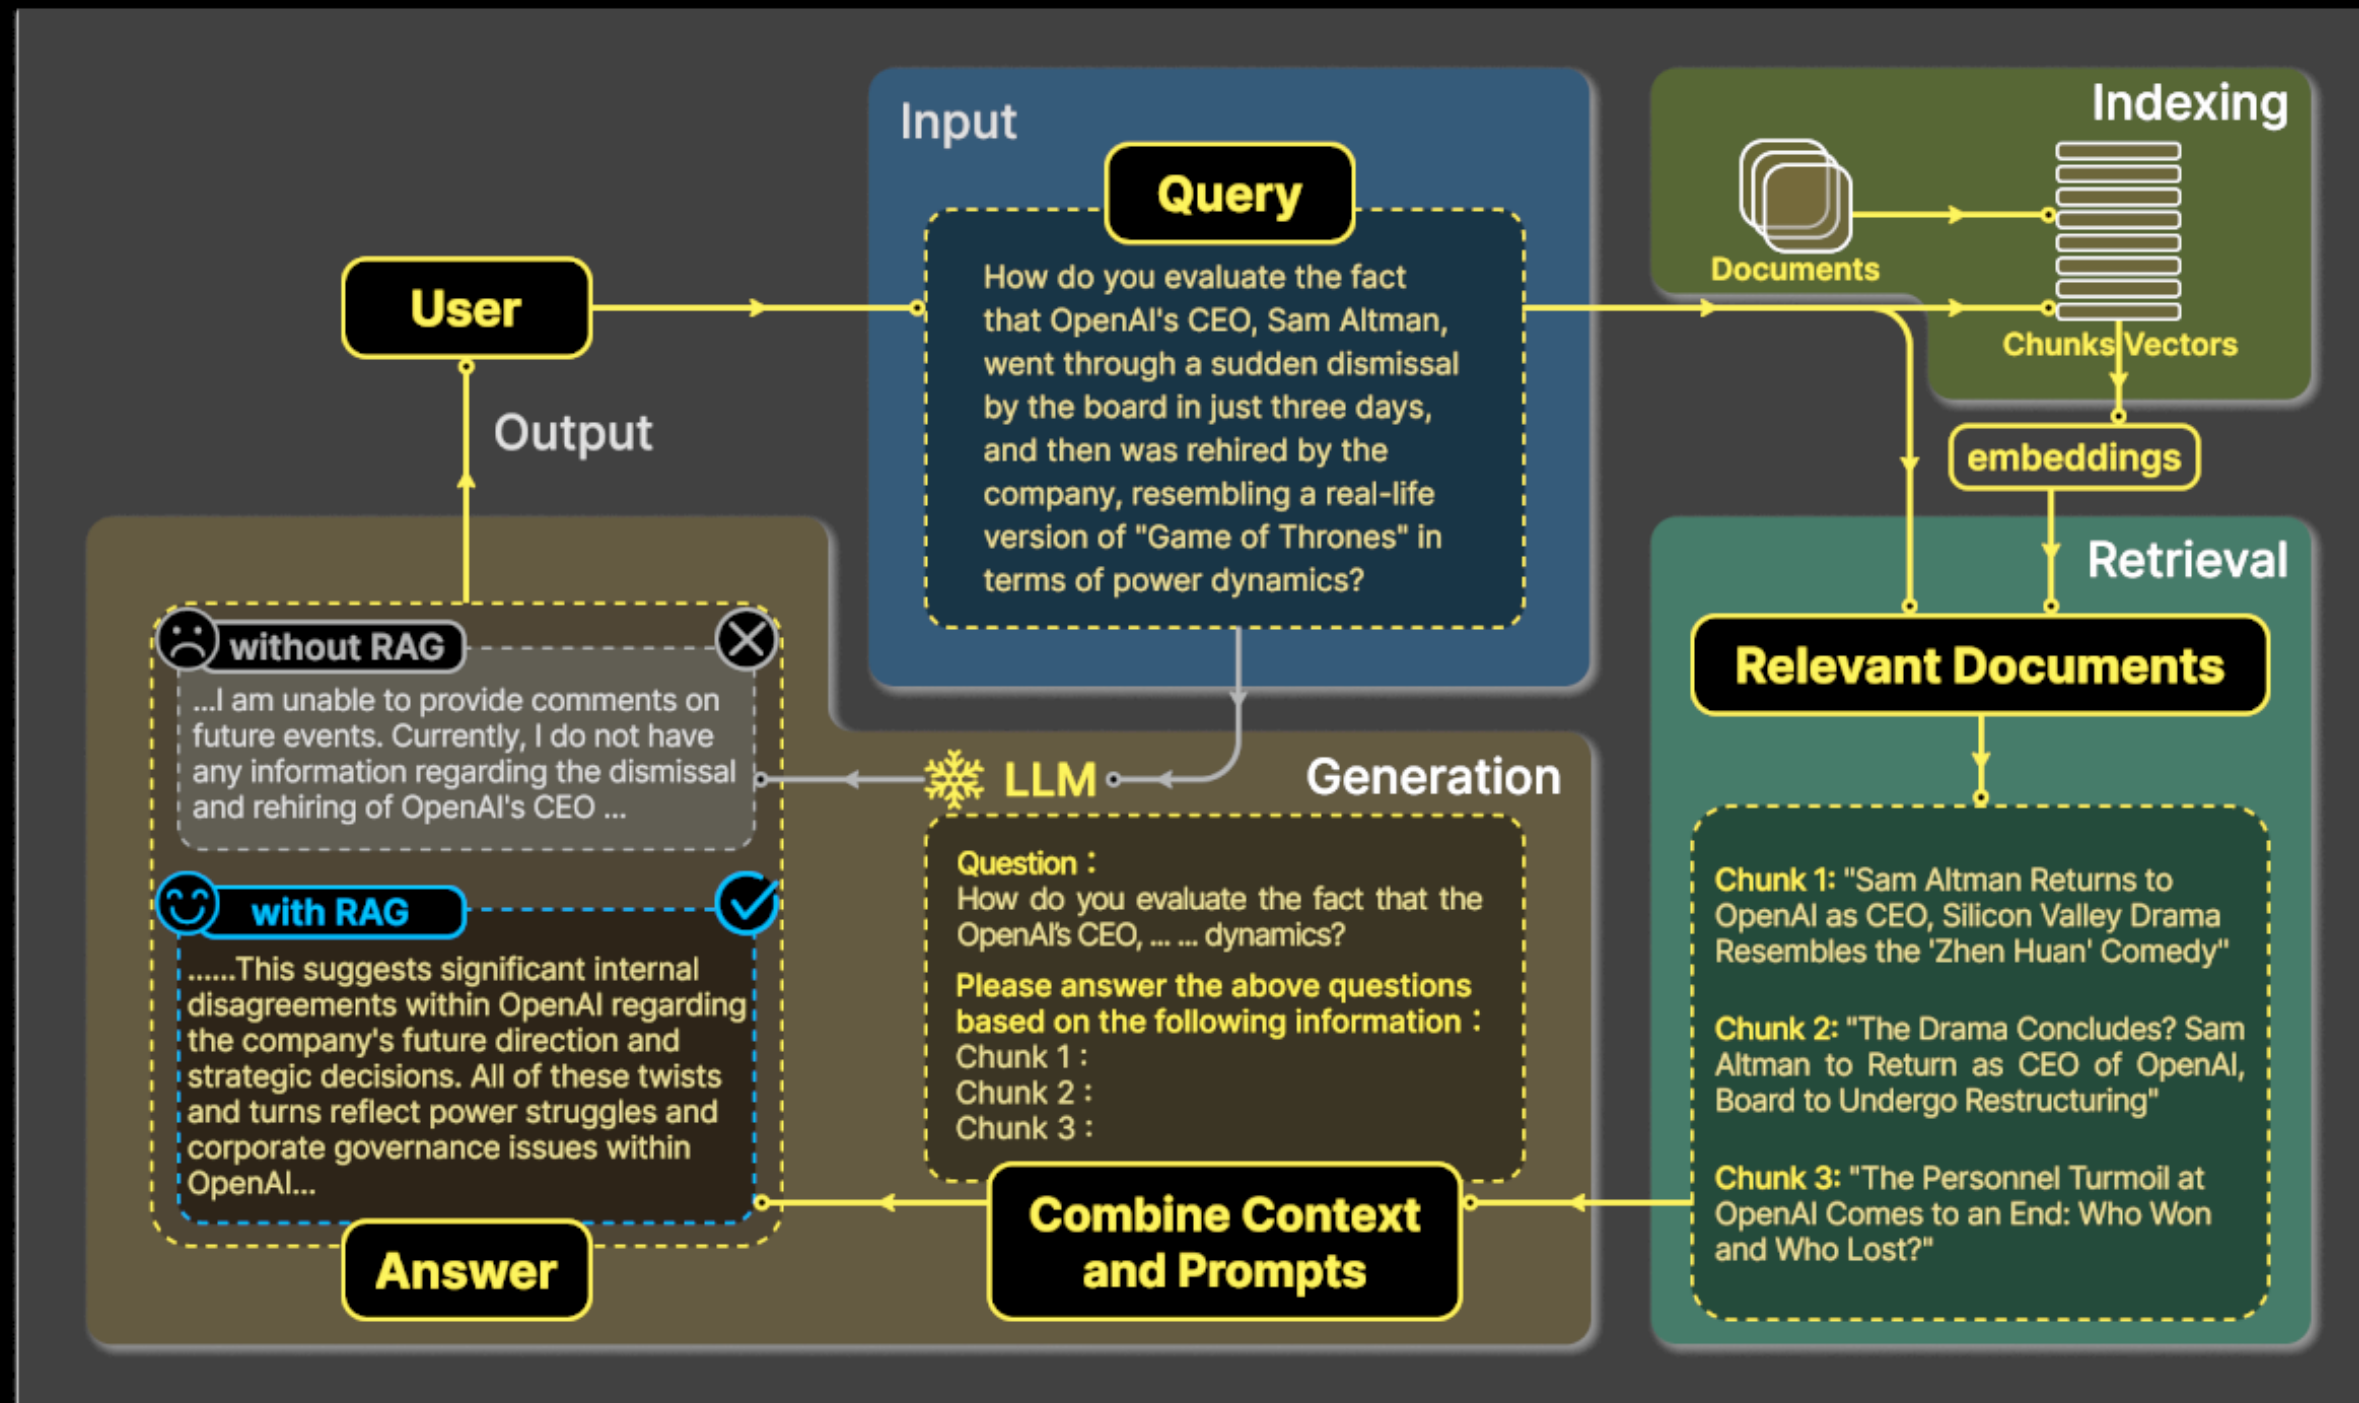 Input
Query
How do you evaluate the fact
that OpenAI's CEO, Sam Altman,
went through a sudden dismissal
by the board in just three days,
and then was rehired by the
company, resembling a real-life
version of "Game of Thrones" in
terms of power dynamics?
Indexing
Documents
Chunks Vectors
embeddings
User
Output
Retrieval
Relevant Documents
Chunk 1: "Sam Altman Returns to
OpenAI as CEO, Silicon Valley Drama
Resembles the 'Zhen Huan' Comedy"
Chunk 2: "The Drama Concludes? Sam
Altman to Return as CEO of OpenAI,
Board to Undergo Restructuring"
Chunk 3: "The Personnel Turmoil at
OpenAI Comes to an End: Who Won
and Who Lost?"
Generation
LLM
Question :
How do you evaluate the fact that the
OpenAI's CEO, ... ... dynamics?
Please answer the above questions
based on the following information :
Chunk 1 :
Chunk 2 :
Chunk 3 :
Combine Context
and Prompts
without RAG
...I am unable to provide comments on
future events. Currently, I do not have
any information regarding the dismissal
and rehiring of OpenAI's CEO ...
with RAG
......This suggests significant internal
disagreements within OpenAI regarding
the company's future direction and
strategic decisions. All of these twists
and turns reflect power struggles and
corporate governance issues within
OpenAI...
Answer